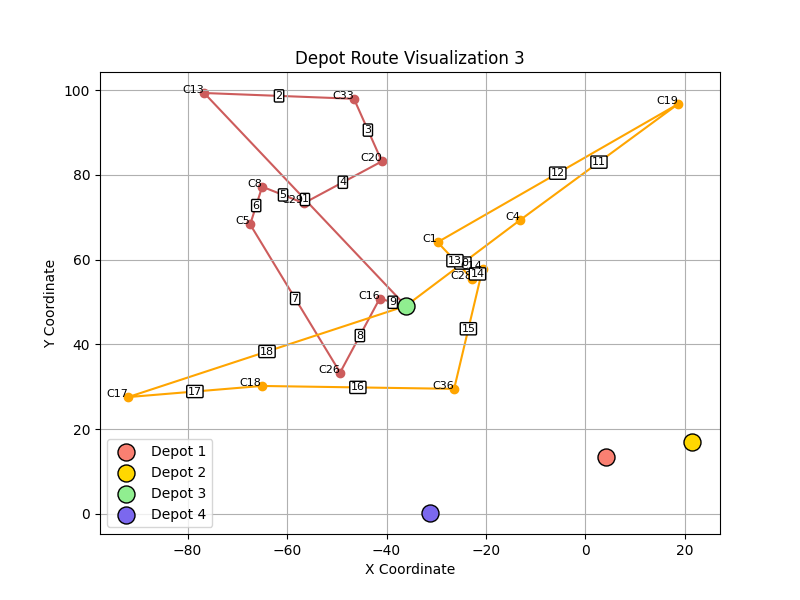 Depot Route Visualization 3
100
80
60
40
20
0
−80
−60
−40
−20
0
20
X Coordinate
Y Coordinate
C13
2
C33
3
C20
4
C8
5
1
6
C5
7
C16
9
8
C26
C19
12
11
C4
C1
13
C28
14
15
18
C17
17
C18
16
C36
Depot 1
Depot 2
Depot 3
Depot 4